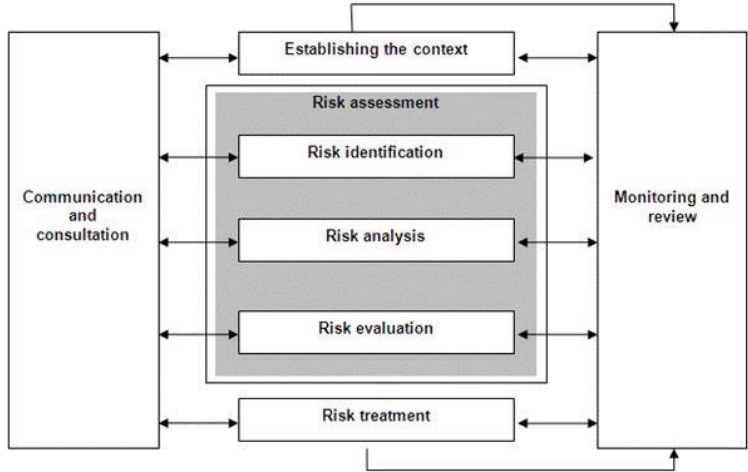 Establishing the context
Risk assessment
Risk identification
Communication
and
consultation
Monitoring and
review
Risk analysis
Risk evaluation
Risk treatment